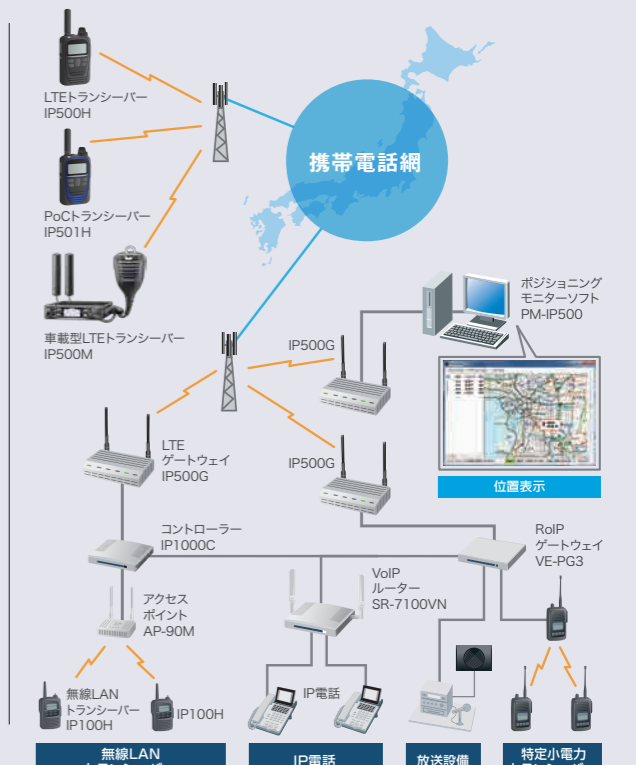 LTEトランシーバー
IP500H
携帯電話網
PoCトランシーバー
IP501H
車載型LTEトランシーバー
IP500M
ポジショニング
モニターソフト
PM-IP500
IP500G
位置表示
LTE
ゲートウェイ
IP500G
IP500G
コントローラー
IP1000C
RoIP
ゲートウェイ
VE-PG3
VoIP
ルーター
SR-7100VN
アクセス
ポイント
AP-90M
無線LAN
トランシーバー
IP100H
IP100H
IP電話
無線LAN
IP電話
放送設備
特定小電力